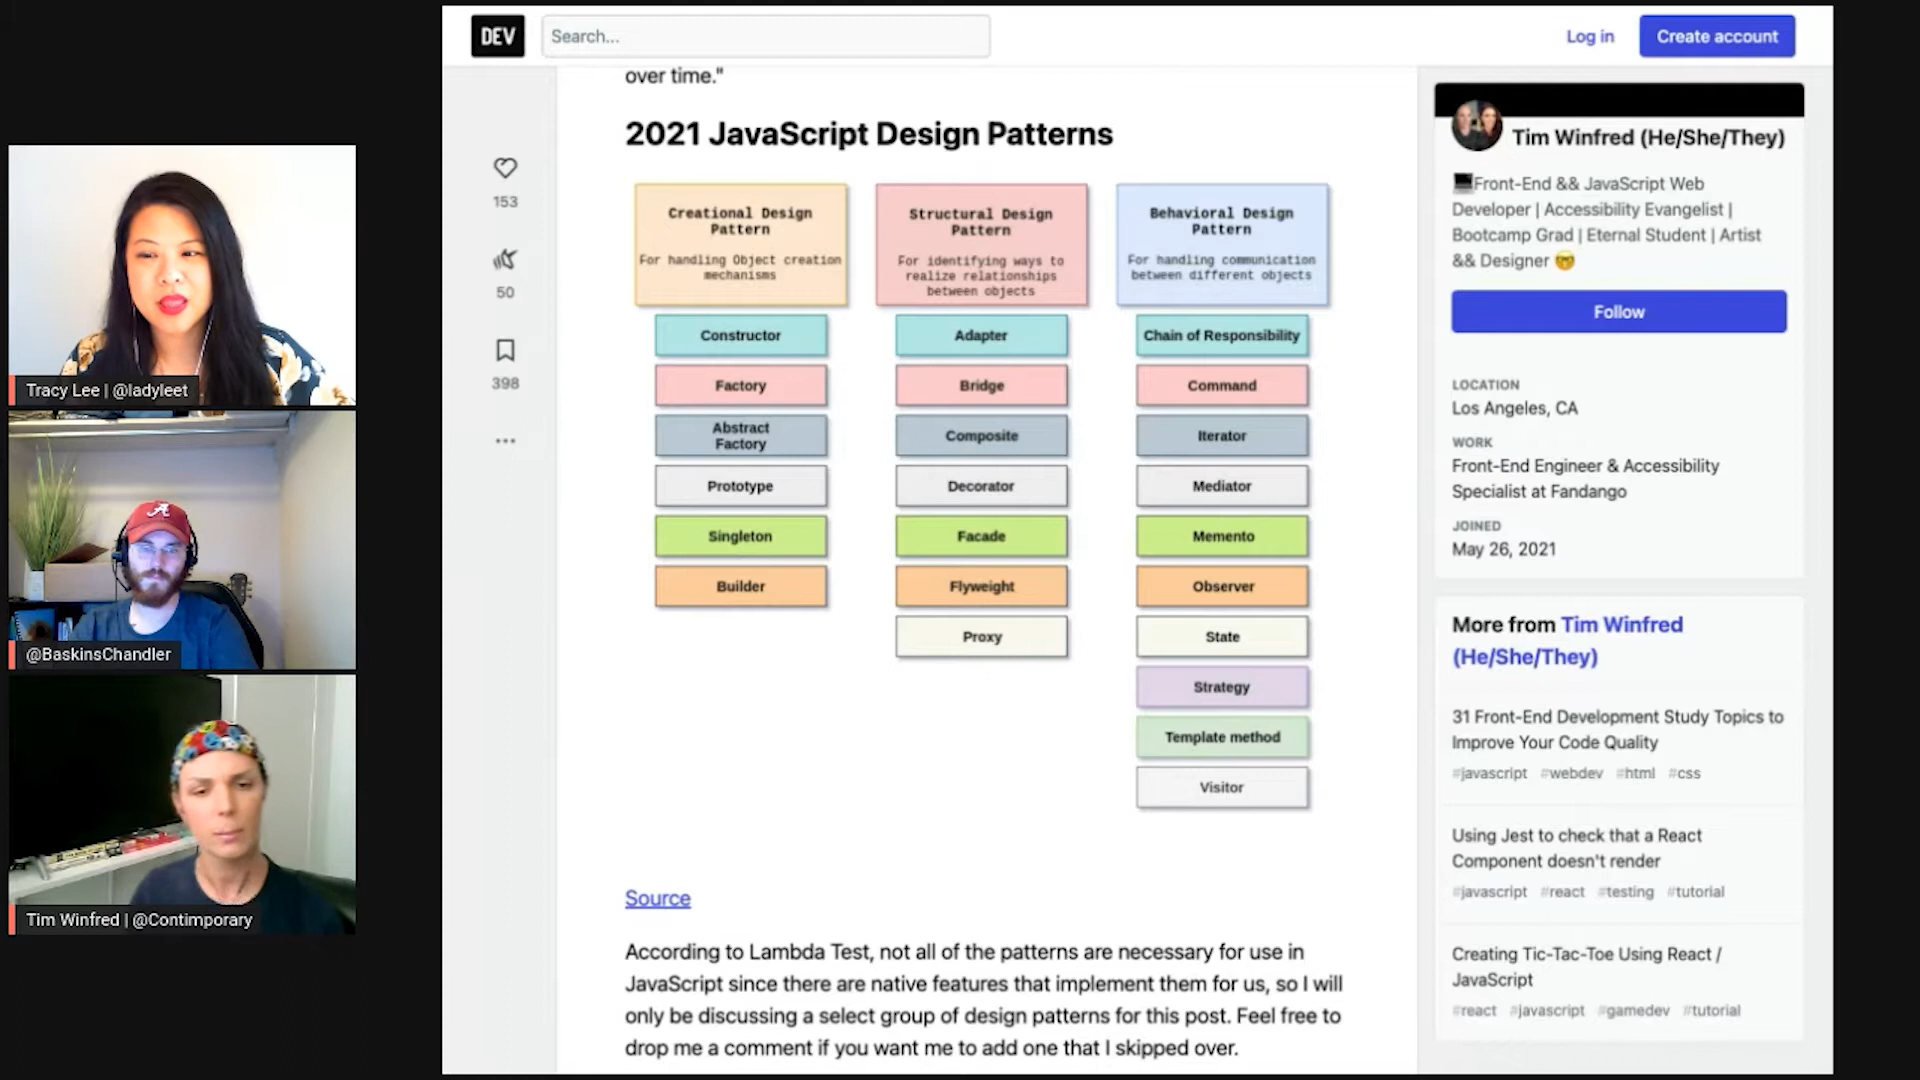 DEV
Search...
Log in
Create account
over time."
2021 JavaScript Design Patterns
153
50
398
Creational Design
Pattern
For handling Object creation
mechanisms
Constructor
Factory
Abstract
Factory
Prototype
Singleton
Builder
Structural Design
Pattern
For identifying ways to
realize relationships
between objects
Adapter
Bridge
Composite
Decorator
Facade
Flyweight
Proxy
Behavioral Design
Pattern
For handling communication
between different objects
Chain of Responsibility
Command
Iterator
Mediator
Memento
Observer
State
Strategy
Template method
Visitor
Source
According to Lambda Test, not all of the patterns are necessary for use in
JavaScript since there are native features that implement them for us, so I will
only be discussing a select group of design patterns for this post. Feel free to
drop me a comment if you want me to add one that I skipped over.
Tim Winfred (He/She/They)
Front-End && JavaScript Web
Developer | Accessibility Evangelist |
Bootcamp Grad | Eternal Student | Artist
&& Designer 🤓
Follow
LOCATION
Los Angeles, CA
WORK
Front-End Engineer & Accessibility
Specialist at Fandango
JOINED
May 26, 2021
More from Tim Winfred
(He/She/They)
31 Front-End Development Study Topics to
Improve Your Code Quality
#javascript #webdev #html #css
Using Jest to check that a React
Component doesn't render
#javascript #react #testing #tutorial
Creating Tic-Tac-Toe Using React /
JavaScript
#react #javascript #gamedev #tutorial
Tracy Lee | @ladyleet
A
@BaskinsChandler
Tim Winfred | @Contimporary